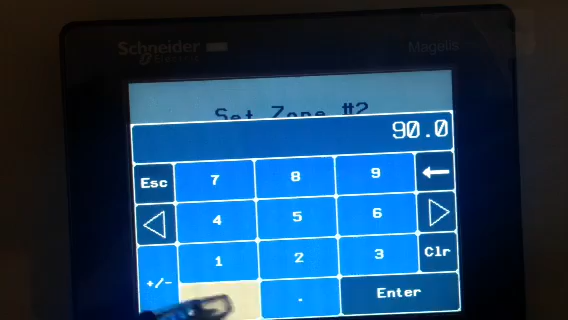 Schneider
Electric
Magelis
Set Zone #2
90.0
Esc 7 8 9
4 5 6
1 2 3 Clr
+/- . Enter